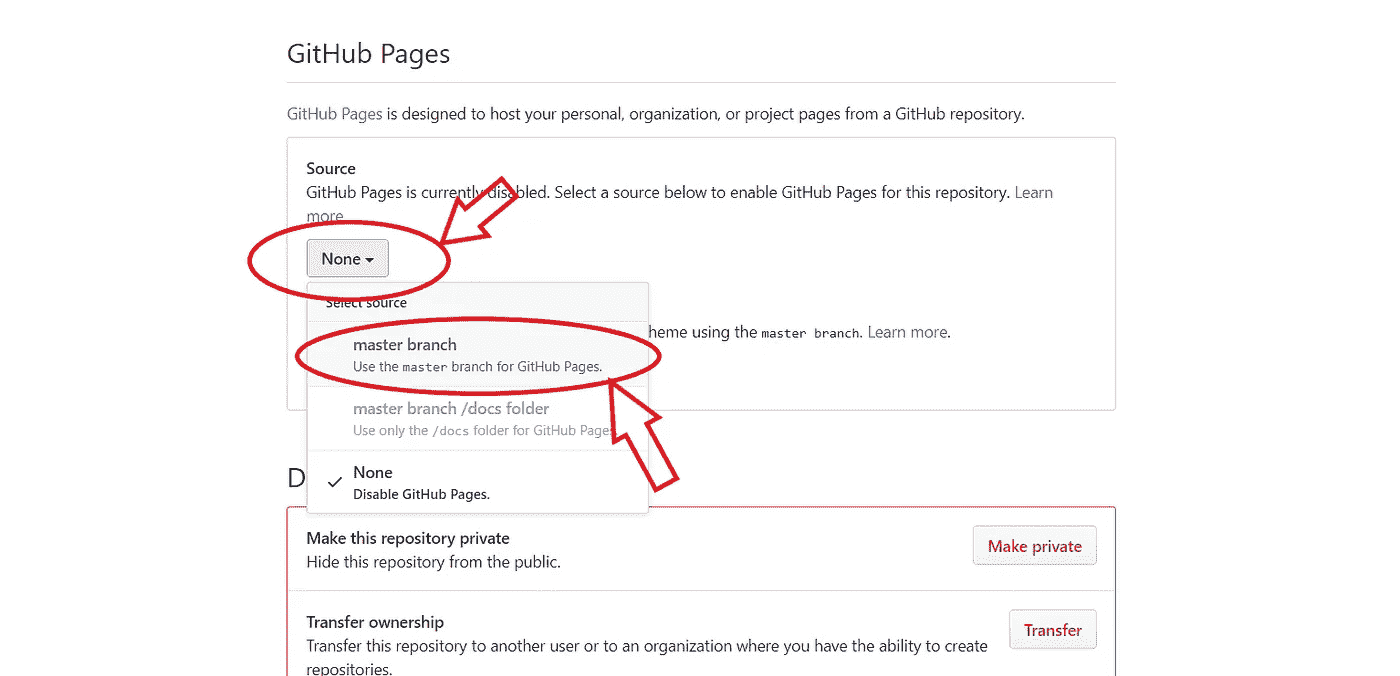 GitHub Pages
GitHub Pages is designed to host your personal, organization, or project pages from a GitHub repository.
Source
GitHub Pages is currently disabled. Select a source below to enable GitHub Pages for this repository. Learn
more.
None
Select source
master branch
Use the master branch for GitHub Pages.
heme using the master branch. Learn more.
master branch /docs folder
Use only the /docs folder for GitHub Pages.
None
Disable GitHub Pages.
D
Make this repository private
Hide this repository from the public.
Make private
Transfer ownership
Transfer this repository to another user or to an organization where you have the ability to create
repositories.
Transfer